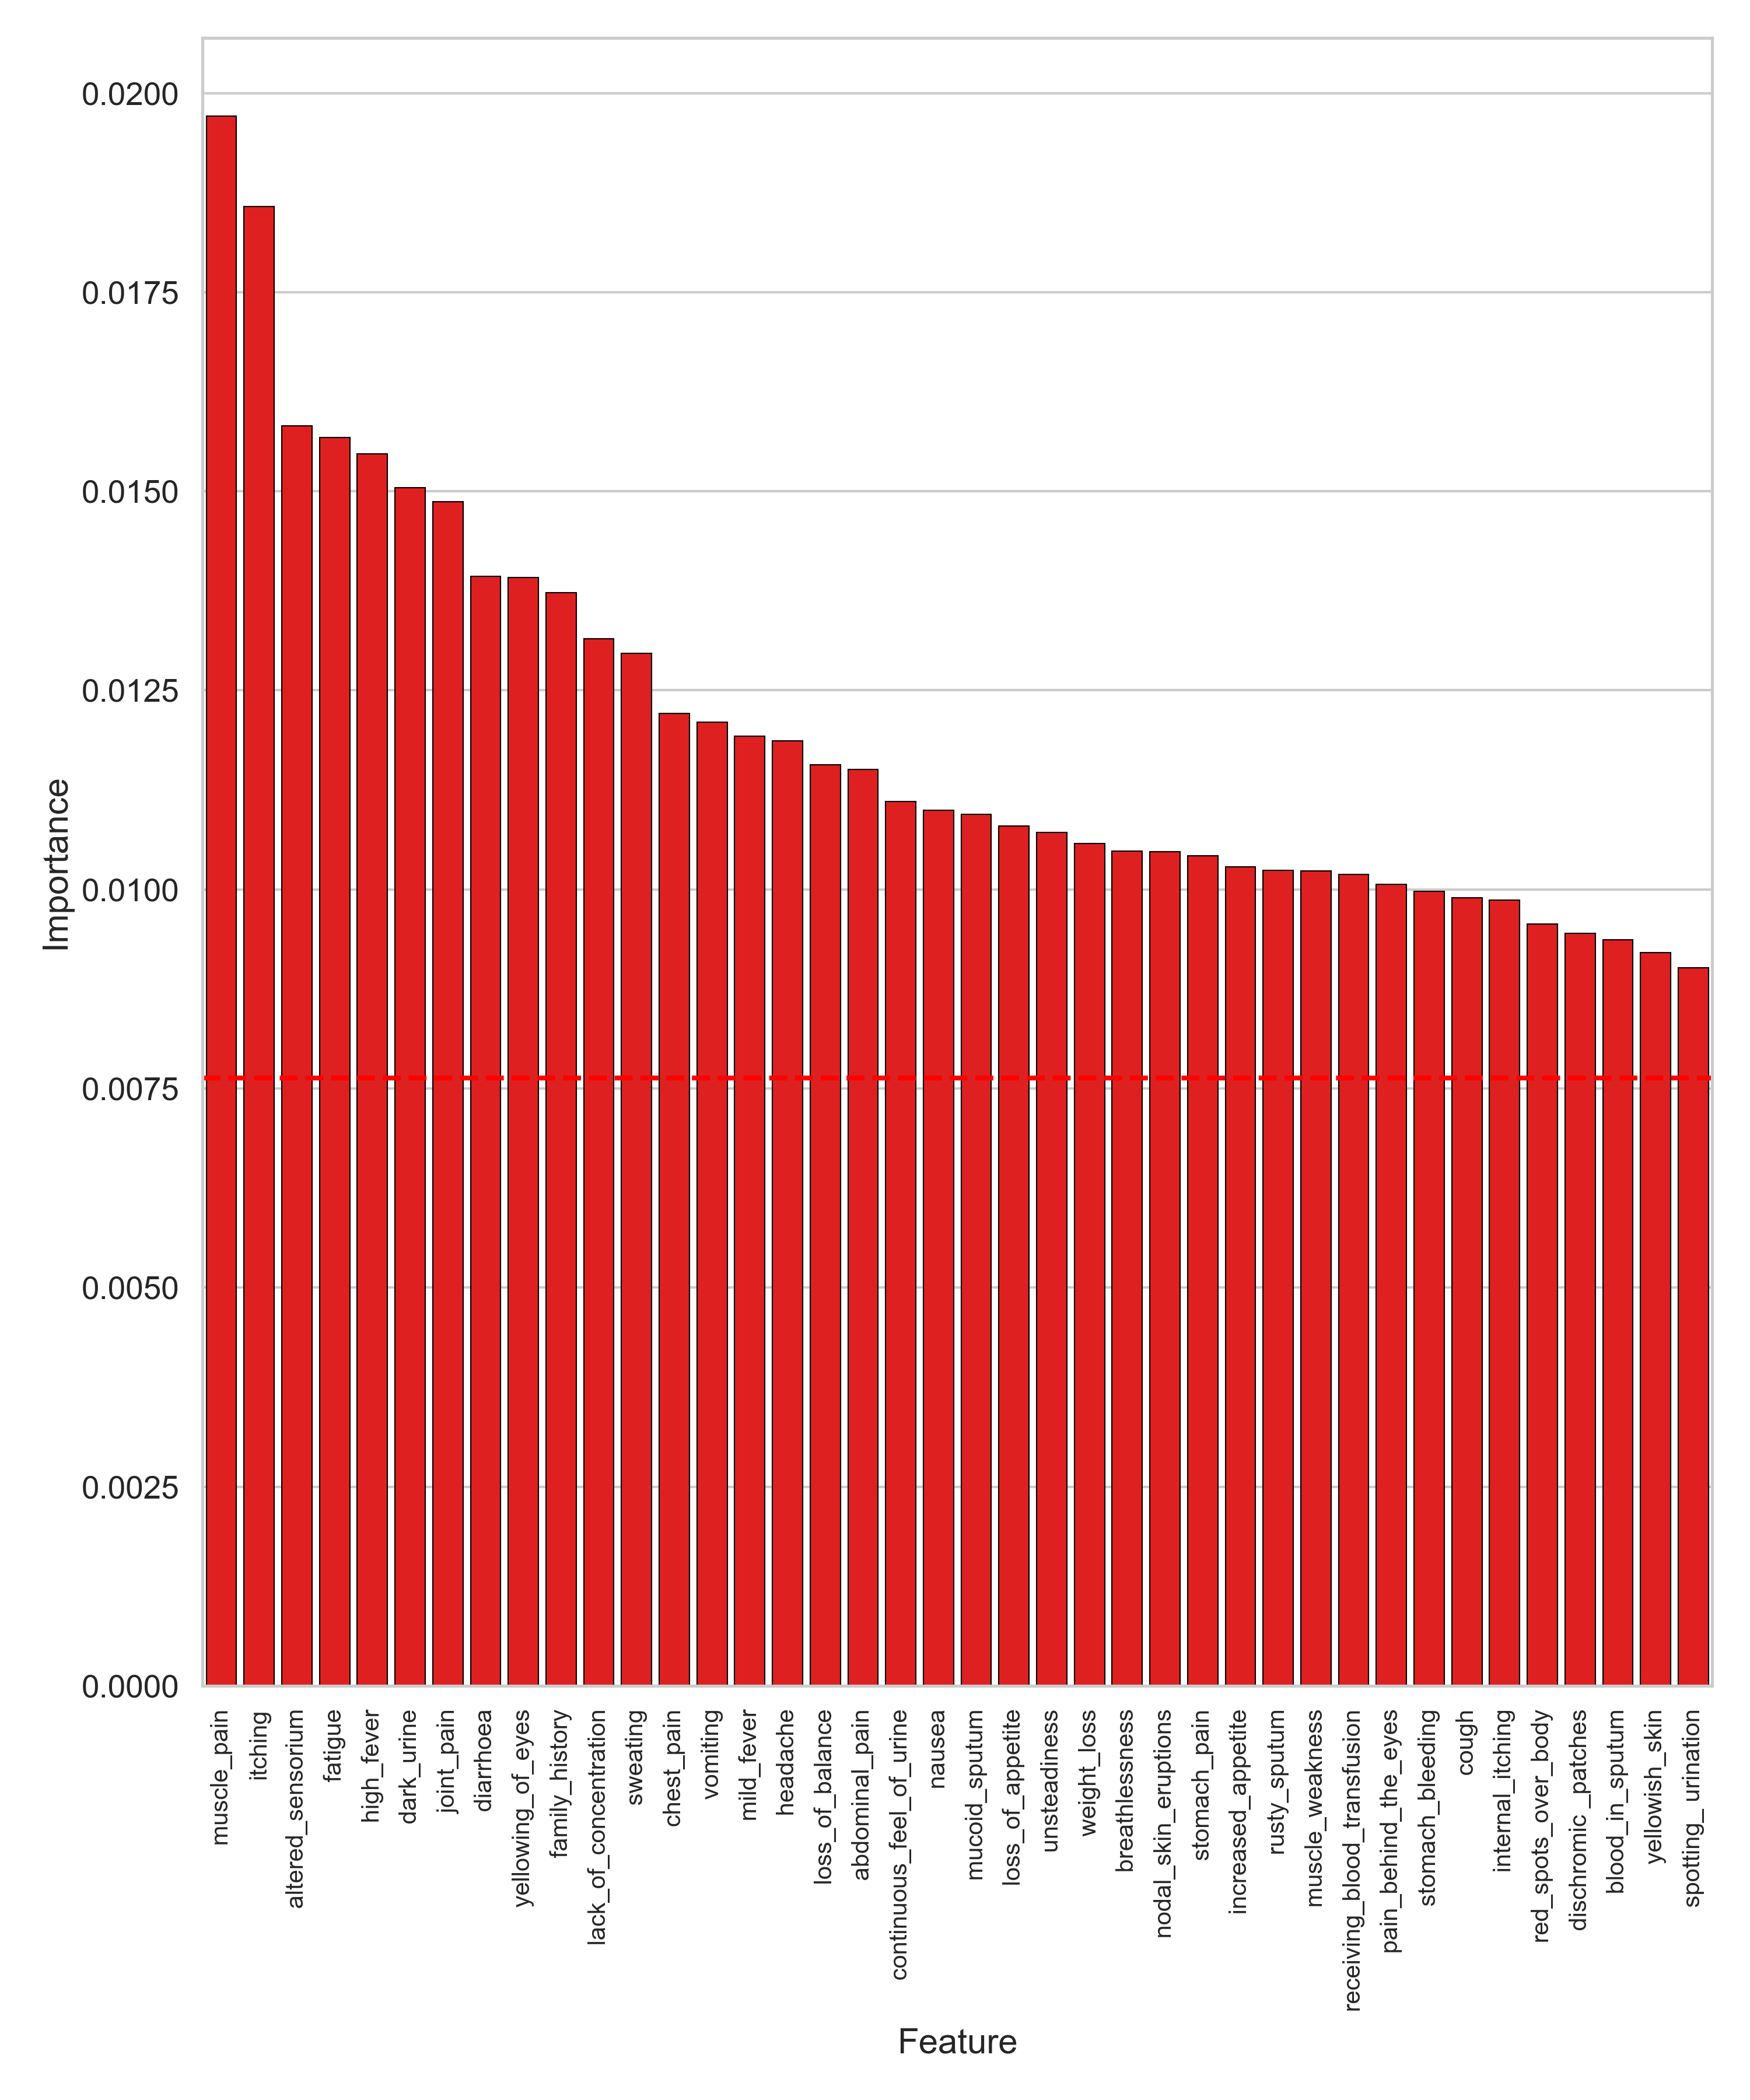 0.0200
0.0175
0.0150
0.0125
0.0100
0.0075
0.0050
0.0025
0.0000
Importance
muscle_pain
itching
altered_sensorium
fatigue
high_fever
dark_urine
joint_pain
diarrhoea
yellowing_of_eyes
family_history
lack_of_concentration
sweating
chest_pain
vomiting
mild_fever
headache
loss_of_balance
abdominal_pain
continuous_feel_of_urine
nausea
mucoid_sputum
loss_of_appetite
unsteadiness
weight_loss
breathlessness
nodal_skin_eruptions
stomach_pain
increased_appetite
rusty_sputum
muscle_weakness
receiving_blood_transfusion
pain_behind_the_eyes
stomach_bleeding
cough
internal_itching
red_spots_over_body
dischromic _patches
blood_in_sputum
yellowish_skin
spotting_ urination
Feature